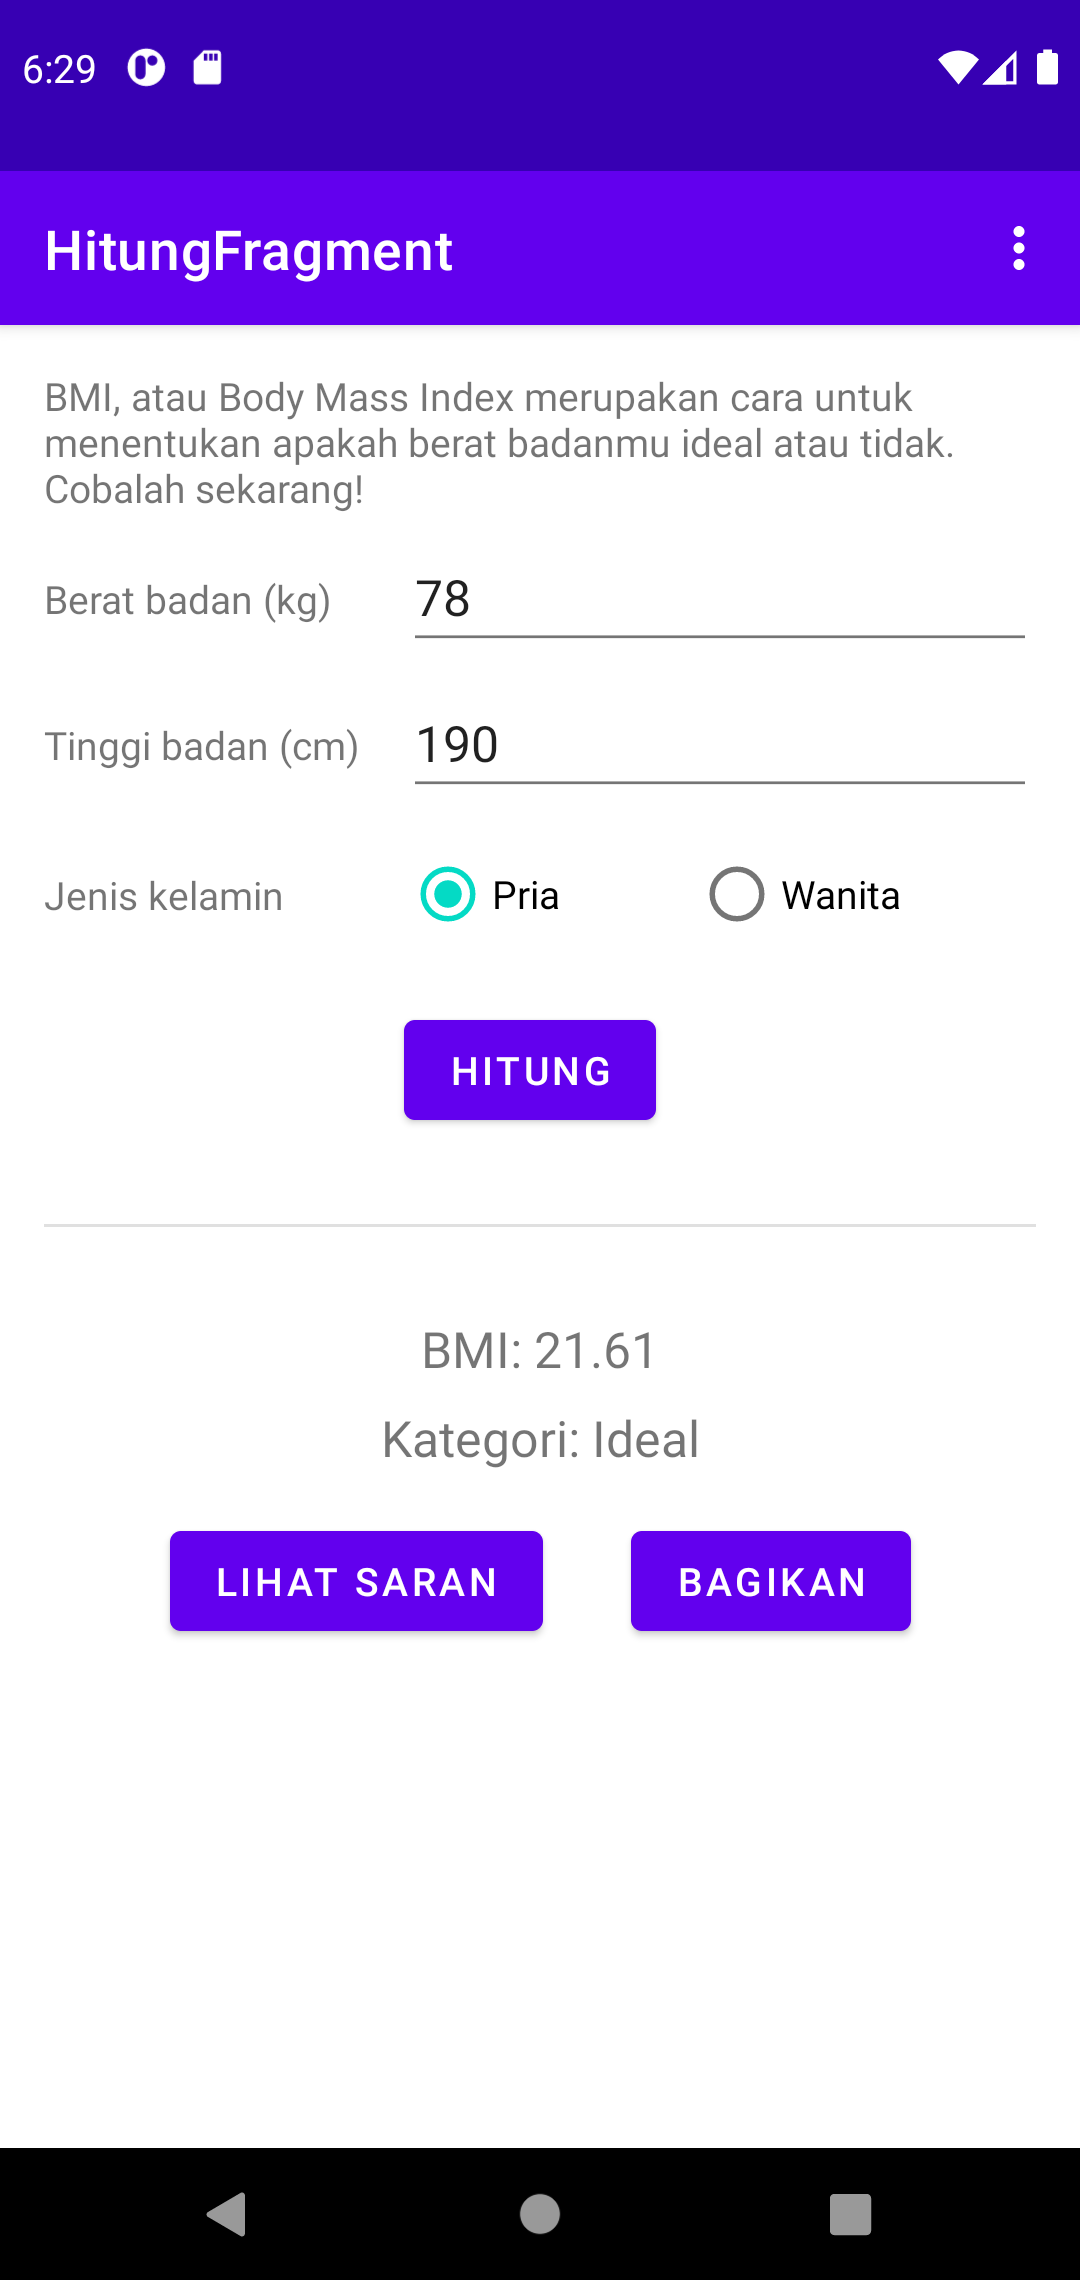 6:29
HitungFragment
BMI, atau Body Mass Index merupakan cara untuk
menentukan apakah berat badanmu ideal atau tidak.
Cobalah sekarang!
Berat badan (kg) 78
Tinggi badan (cm) 190
Jenis kelamin Pria Wanita
HITUNG
BMI: 21.61
Kategori: Ideal
LIHAT SARAN BAGIKAN